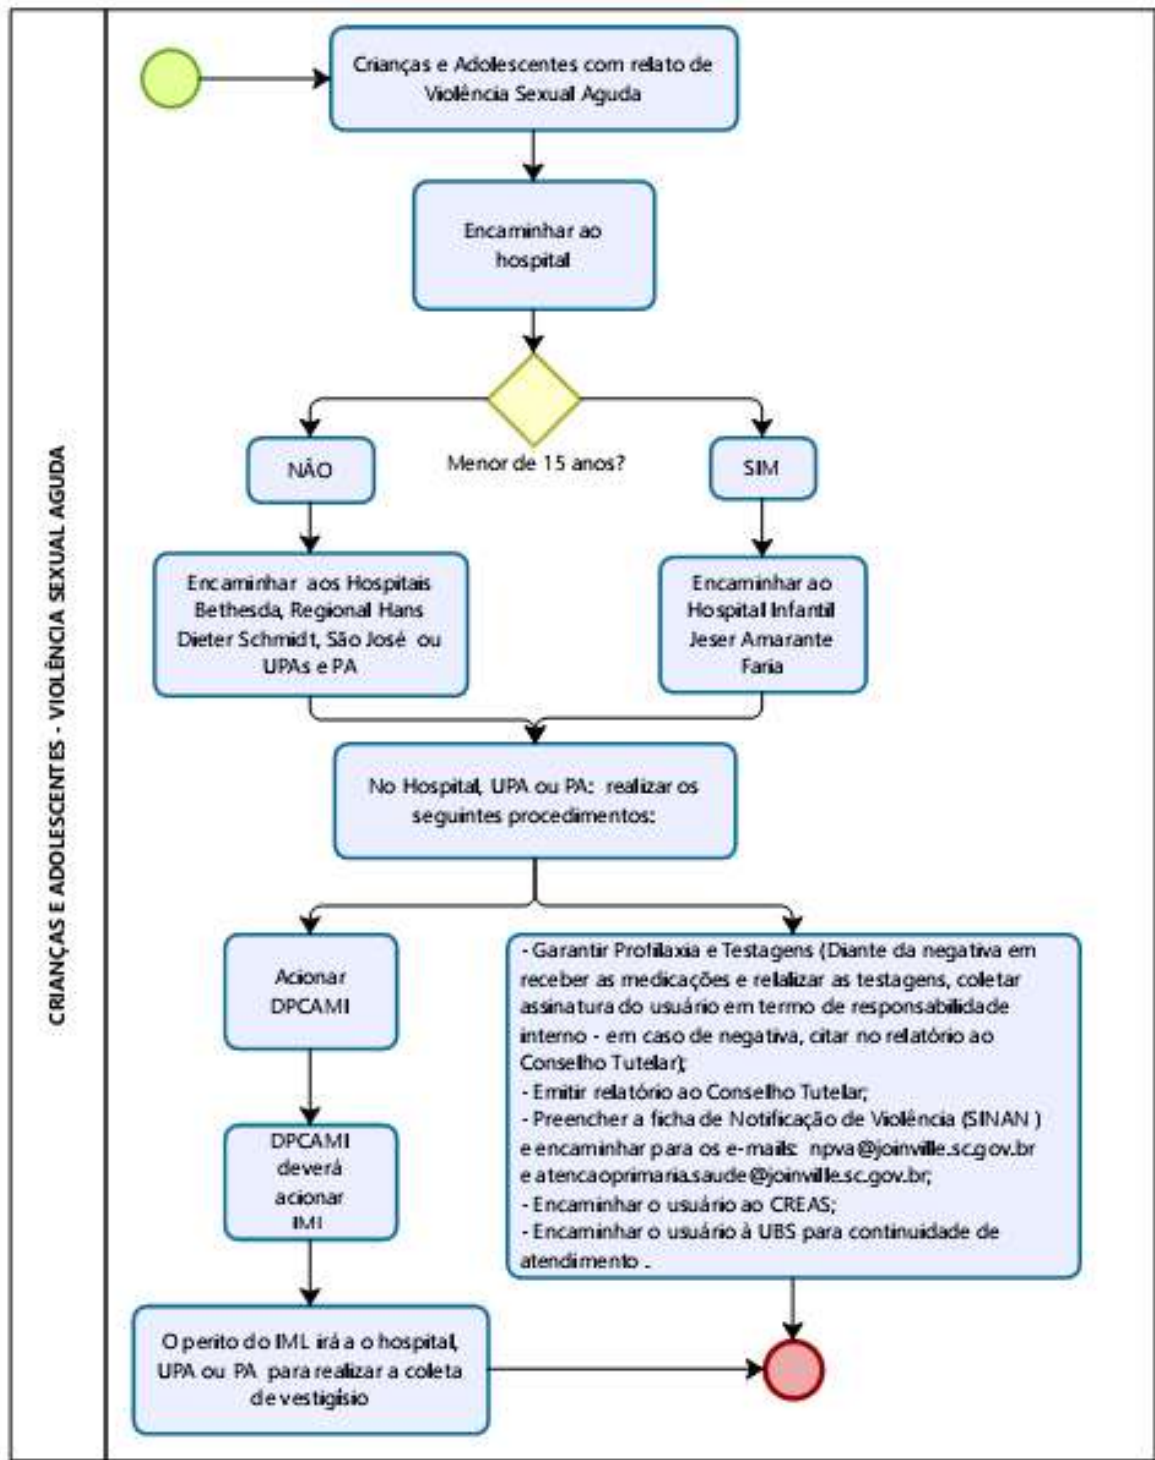 CRIANÇAS E ADOLESCENTES - VIOLÊNCIA SEXUAL AGUDA
Crianças e Adolescentes com relato de
Violência Sexual Aguda
Encaminhar ao
hospital
Menor de 15 anos?
NÃO
SIM
Encaminhar aos Hospitais
Bethesda, Regional Hans
Dieter Schmidt, São José ou
UPAs e PA
Encaminhar ao
Hospital Infantil
Jeser Amarante
Faria
No Hospital, UPA ou PA: realizar os
seguintes procedimentos:
Acionar
DPCAMI
DPCAMI
deverá
acionar
IML
O perito do IML irá a o hospital,
UPA ou PA para realizar a coleta
de vestigísio
- Garantir Profilaxia e Testagens (Diante da negativa em
receber as medicações e relalizar as testagens, coletar
assinatura do usuário em termo de responsabilidade
interno - em caso de negativa, citar no relatório ao
Conselho Tutelar);
- Emitir relatório ao Conselho Tutelar;
- Preencher a ficha de Notificação de Violência (SINAN )
e encaminhar para os e-mails: npva@joinville.sc.gov.br
e atencaoprimaria.saude@joinville.sc.gov.br;
- Encaminhar o usuário ao CREAS;
- Encaminhar o usuário à UBS para continuidade de
atendimento .